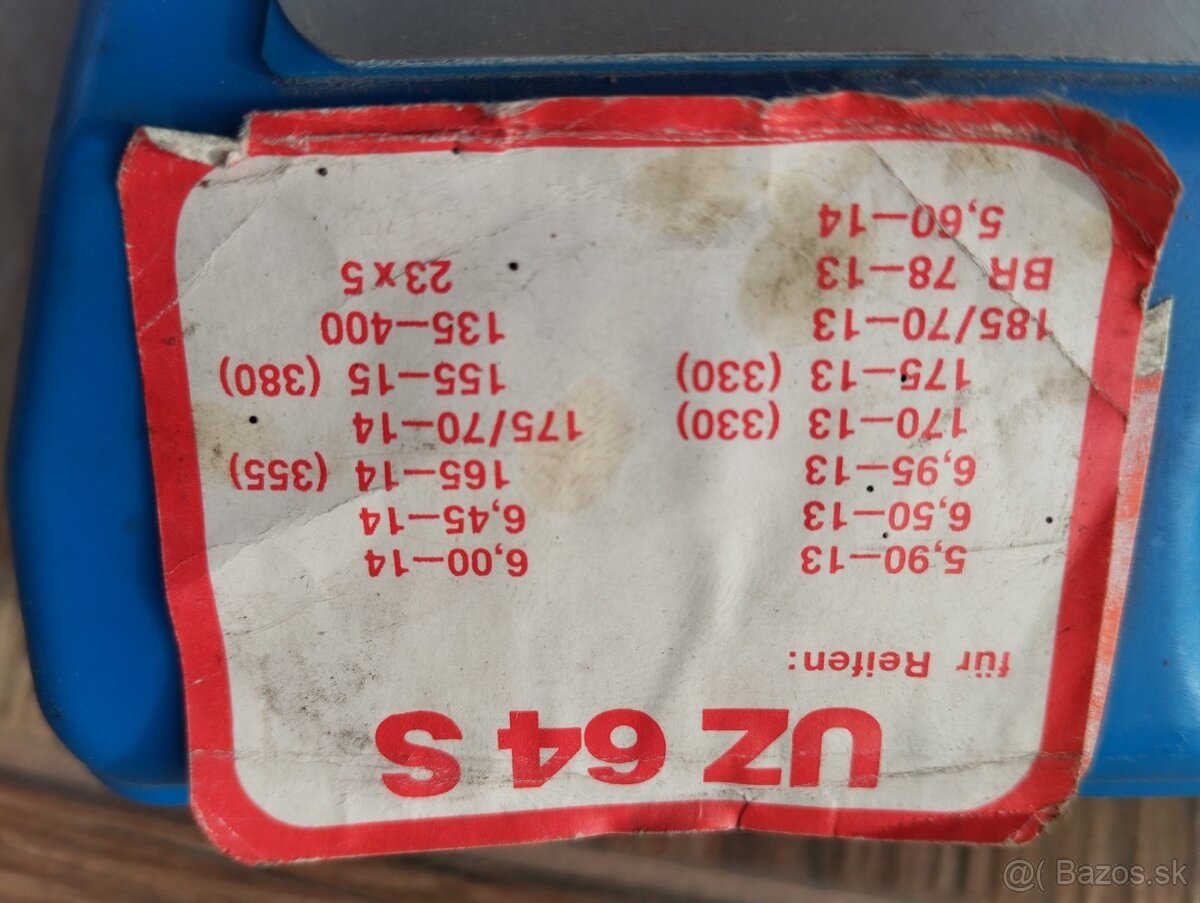 UZ 64 S
für Reifen:
5,90—13
6,50—13
6,95—13
170—13 (330)
175—13 (330)
185/70—13
BR 78—13
5,60—14
6,00—14
6,45—14
165—14 (355)
175/70—14
155—15 (380)
135—400
23x5
@( Bazos.sk